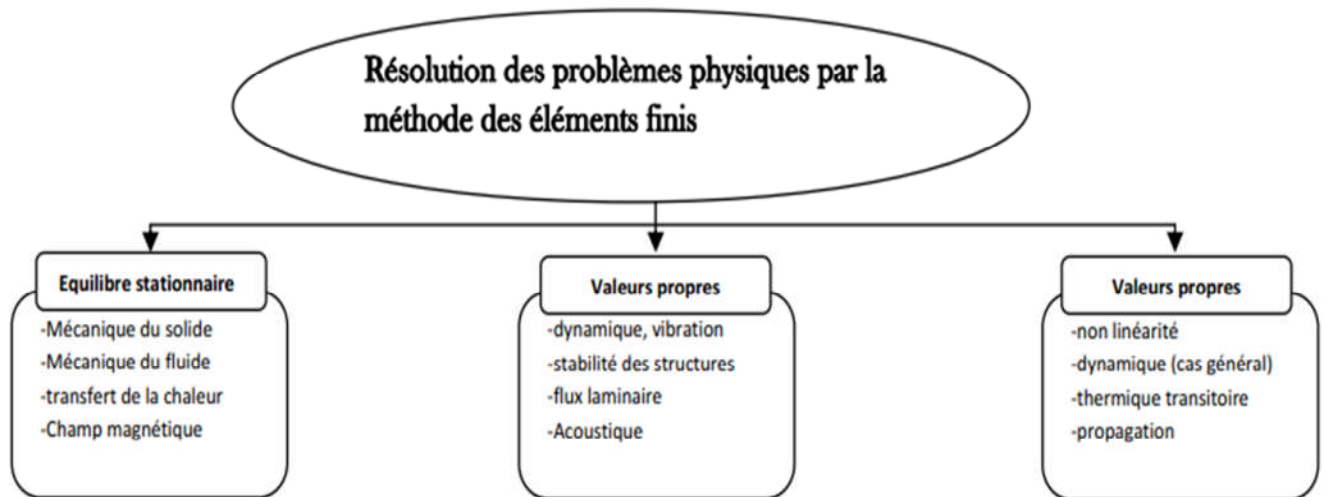 Résolution des problèmes physiques par la
méthode des éléments finis
Equilibre stationnaire
-Mécanique du solide
-Mécanique du fluide
-transfert de la chaleur
-Champ magnétique
Valeurs propres
-dynamique, vibration
-stabilité des structures
-flux laminaire
-Acoustique
Valeurs propres
-non linéarité
-dynamique (cas général)
-thermique transitoire
-propagation